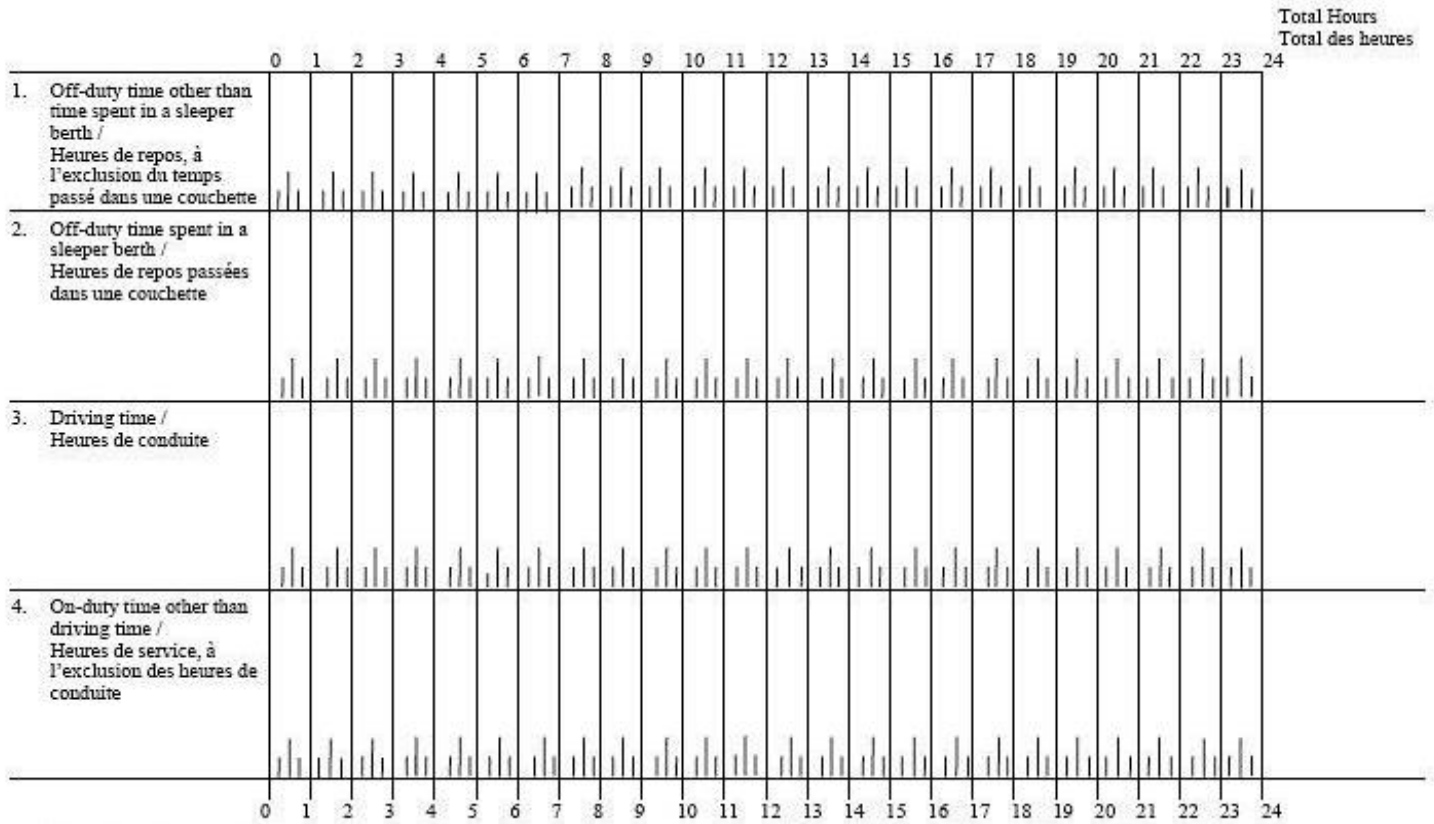 Total Hours
Total des heures
0 1 2 3 4 5 6 7 8 9 10 11 12 13 14 15 16 17 18 19 20 21 22 23 24
1. Off-duty time other than
time spent in a sleeper
berth /
Heures de repos, à
l'exclusion du temps
passé dans une couchette
2. Off-duty time spent in a
sleeper berth /
Heures de repos passées
dans une couchette
3. Driving time /
Heures de conduite
4. On-duty time other than
driving time /
Heures de service, à
l'exclusion des heures de
conduite
0 1 2 3 4 5 6 7 8 9 10 11 12 13 14 15 16 17 18 19 20 21 22 23 24